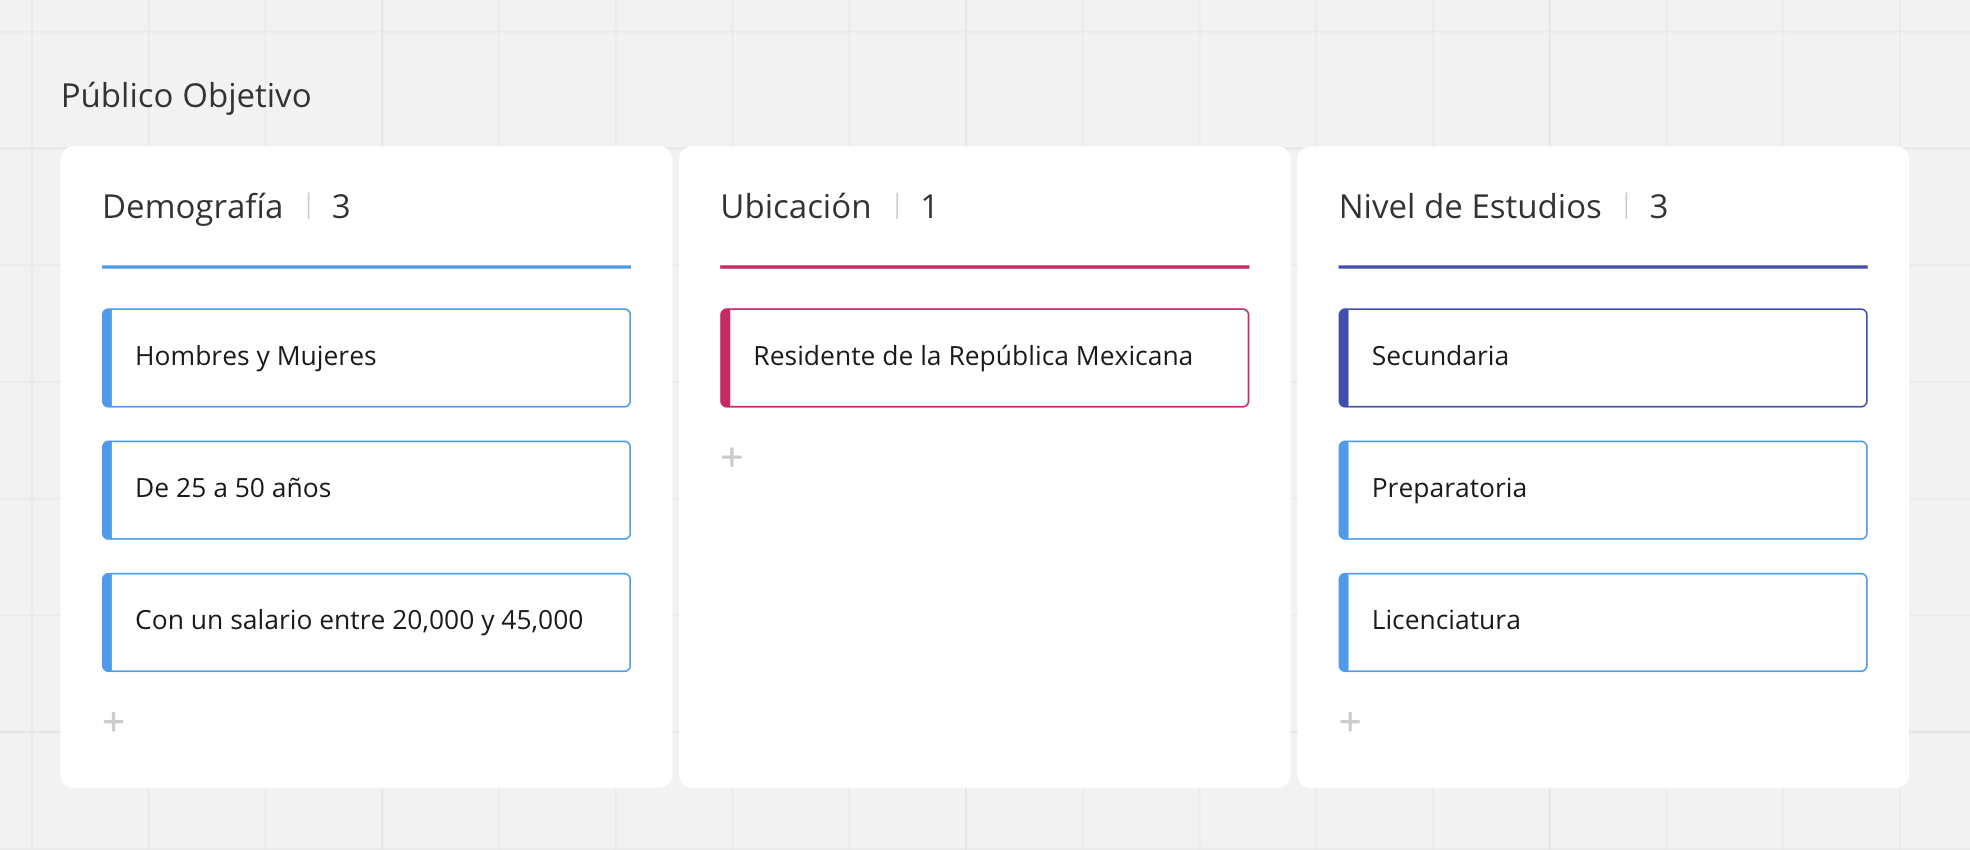 Público Objetivo
Demografía | 3
Hombres y Mujeres
De 25 a 50 años
Con un salario entre 20,000 y 45,000
+
Ubicación | 1
Residente de la República Mexicana
+
Nivel de Estudios | 3
Secundaria
Preparatoria
Licenciatura
+